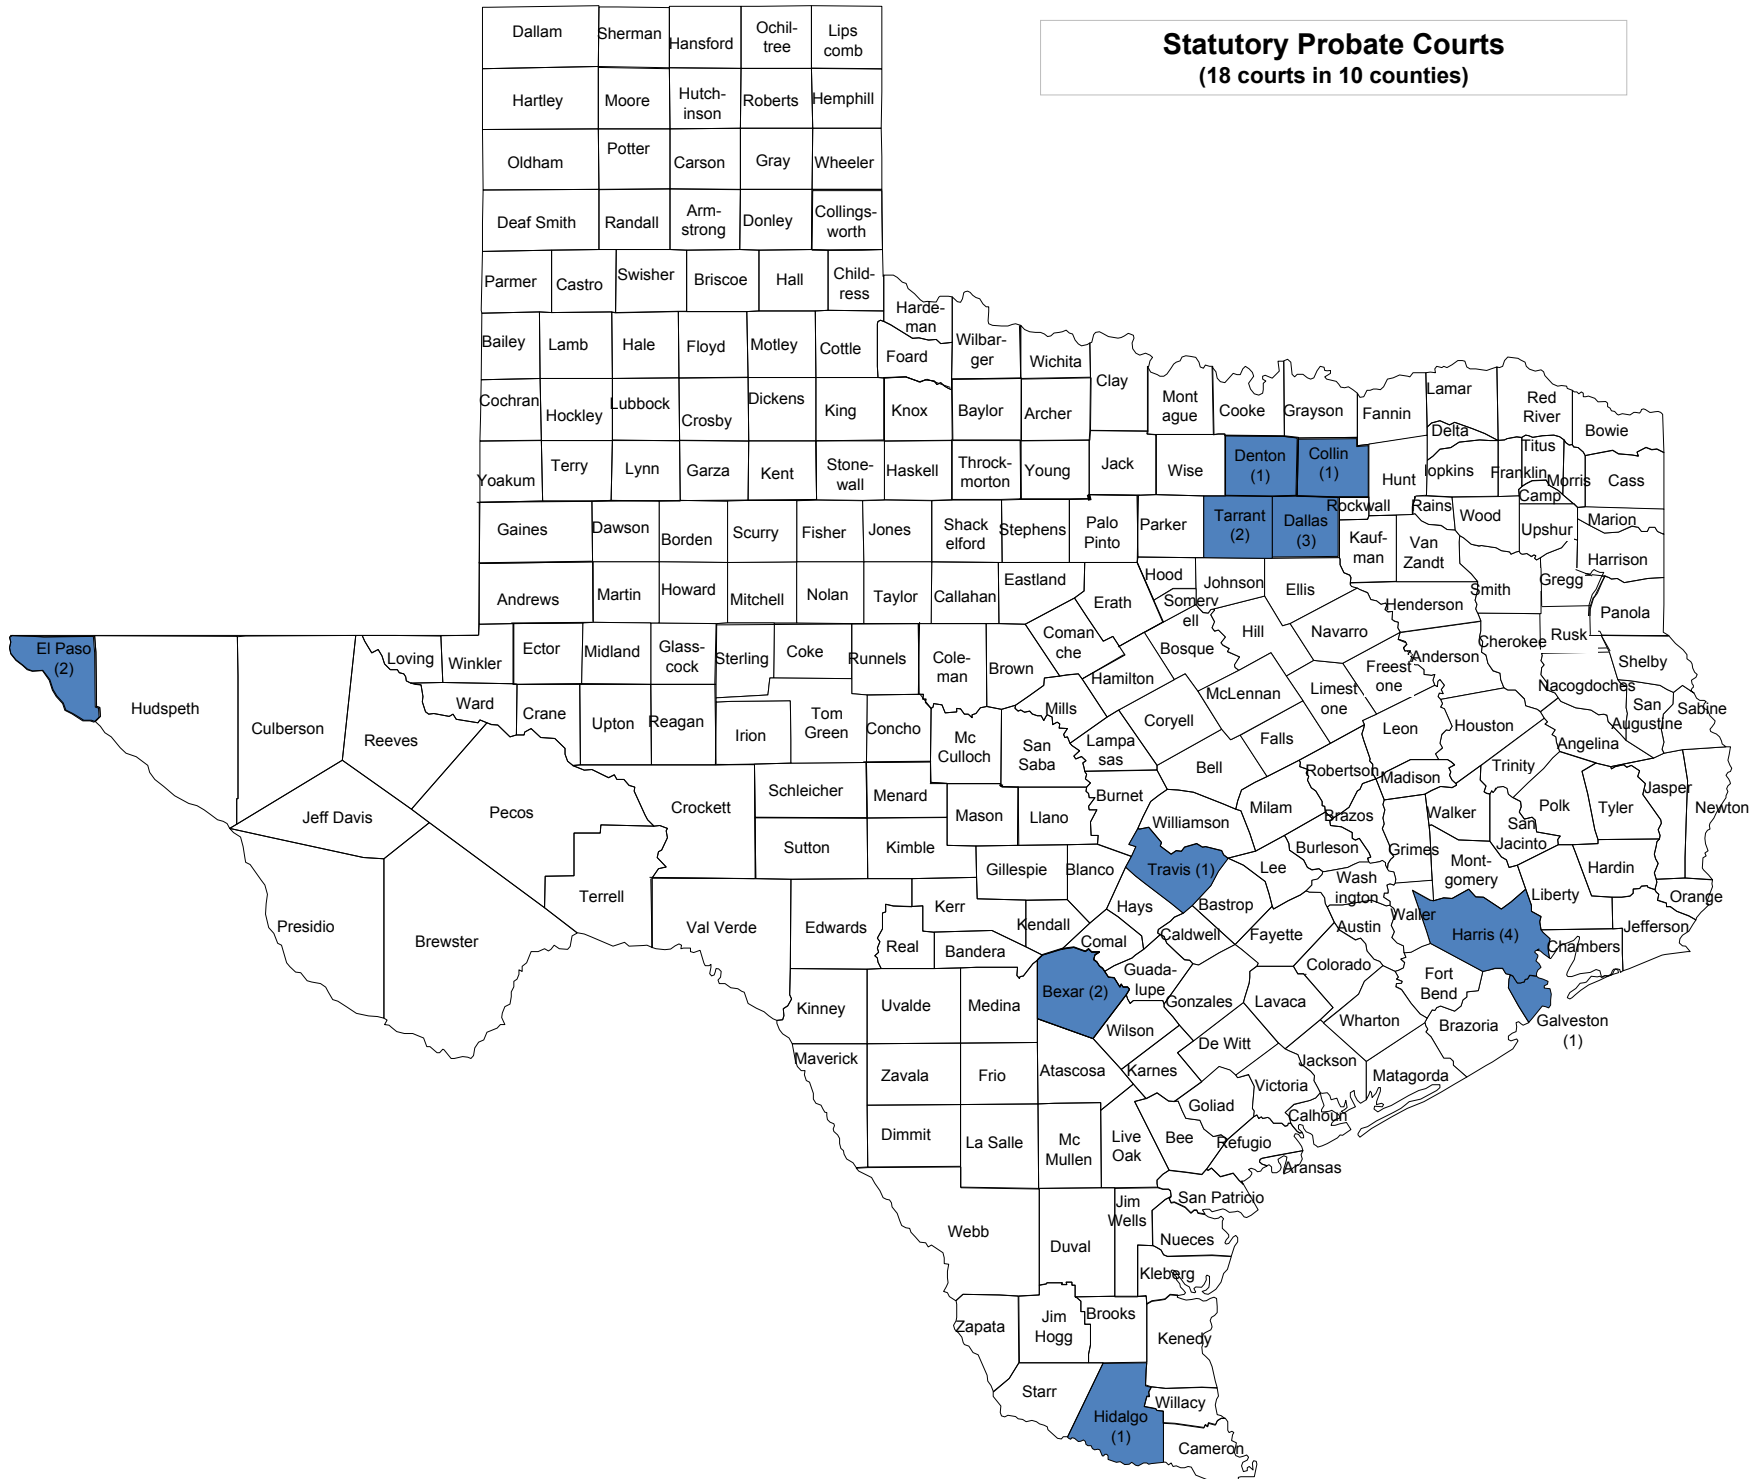 Statutory Probate Courts
(18 courts in 10 counties)
Dallam
Sherman
Hansford
Ochil-
tree
Lips
comb
Hartley
Moore
Hutch-
inson
Roberts
Hemphill
Oldham
Potter
Carson
Gray
Wheeler
Deaf Smith
Randall
Arm-
strong
Donley
Collings-
worth
Parmer
Castro
Swisher
Briscoe
Hall
Child-
ress
Harde-
man
Bailey
Lamb
Hale
Floyd
Motley
Cottle
Foard
Wilbar-
ger
Wichita
Clay
Mont
ague
Cooke
Grayson
Fannin
Lamar
Red
River
Bowie
Delta
Titus
Cochran
Hockley
Lubbock
Crosby
Dickens
King
Knox
Baylor
Archer
Yoakum
Terry
Lynn
Garza
Kent
Stone-
wall
Haskell
Throck-
morton
Young
Jack
Wise
Denton
(1)
Collin
(1)
Hunt
lopkins
Franklin
Morris
Cass
Camp
Gaines
Dawson
Borden
Scurry
Fisher
Jones
Shack
elford
Stephens
Palo
Pinto
Parker
Tarrant
(2)
Dallas
(3)
Rockwall
Rains
Wood
Upshur
Marion
Kauf-
man
Van
Zandt
Harrison
Andrews
Martin
Howard
Mitchell
Nolan
Taylor
Callahan
Eastland
Erath
Hood
Somerv
ell
Johnson
Ellis
Henderson
Smith
Gregg
Panola
El Paso
(2)
Hudspeth
Culberson
Reeves
Loving
Winkler
Ector
Midland
Glass-
cock
Sterling
Coke
Runnels
Cole-
man
Brown
Coman
che
Hamilton
Bosque
Hill
Navarro
Freest
one
Anderson
Cherokee
Rusk
Shelby
Ward
Crane
Upton
Reagan
Irion
Tom
Green
Concho
Mc
Culloch
San
Saba
Mills
Lampa
sas
Coryell
McLennan
Limest
one
Falls
Leon
Houston
Nacogdoches
San
Augustine
Sabine
Angelina
Jeff Davis
Pecos
Crockett
Schleicher
Menard
Mason
Llano
Burnet
Bell
Williamson
Milam
Robertson
Madison
Brazos
Walker
Trinity
San
Jacinto
Polk
Tyler
Jasper
Newton
Sutton
Kimble
Gillespie
Blanco
Travis (1)
Lee
Burleson
Grimes
Mont-
gomery
Hardin
Presidio
Brewster
Terrell
Val Verde
Edwards
Kerr
Real
Bandera
Kendall
Hays
Comal
Caldwell
Bastrop
Fayette
Wash
ington
Austin
Waller
Harris (4)
Liberty
Orange
Jefferson
Chambers
Kinney
Uvalde
Medina
Bexar (2)
Guada-
lupe
Gonzales
Lavaca
Colorado
Fort
Bend
Wharton
Brazoria
Galveston
(1)
Maverick
Zavala
Frio
Atascosa
Wilson
Karnes
De Witt
Jackson
Matagorda
Victoria
Goliad
Calhoun
Dimmit
La Salle
Mc
Mullen
Live
Oak
Bee
Refugio
Aransas
San Patricio
Webb
Duval
Jim
Wells
Nueces
Kleberg
Zapata
Jim
Hogg
Brooks
Kenedy
Starr
Hidalgo
(1)
Willacy
Cameron